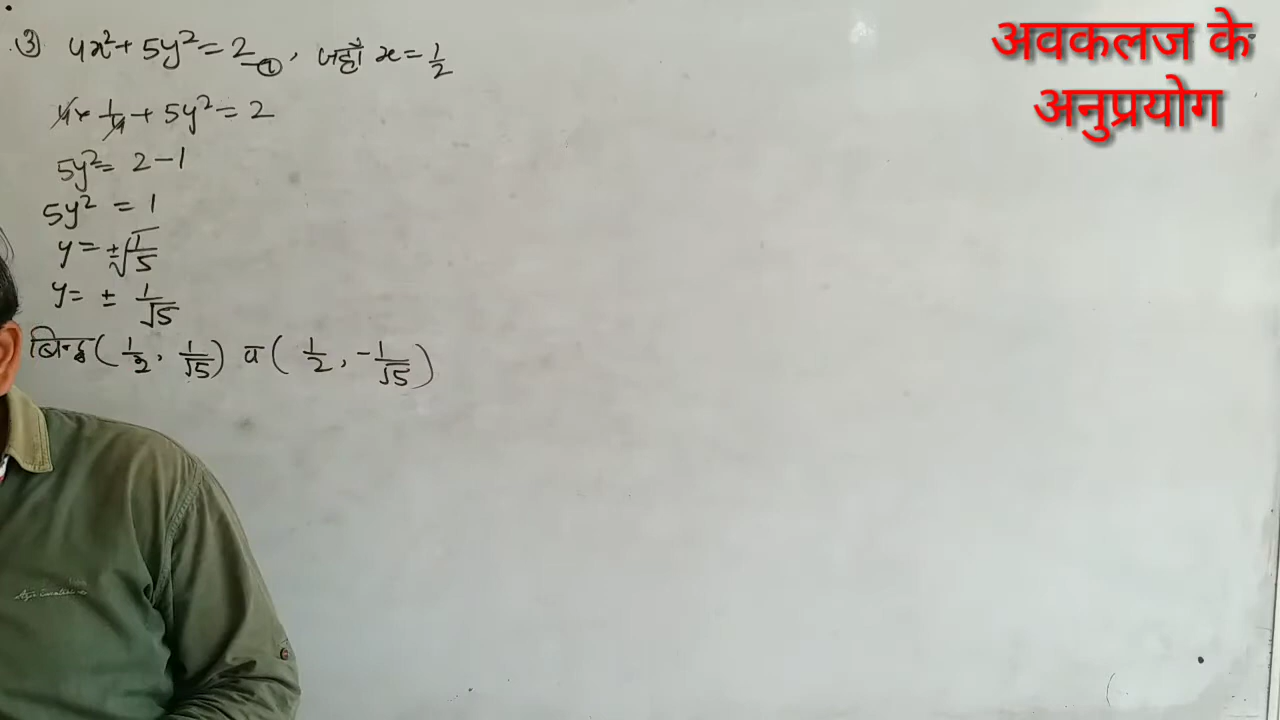 ③ 4x² + 5y² = 2 —①, जहाँ x = 1/2
4 × 1/4 + 5y² = 2
5y² = 2 - 1
5y² = 1
y = ±√(1/5)
y = ± 1/√5
बिन्दु (1/2, 1/√5) व (1/2, -1/√5)
अवकलज के
अनुप्रयोग